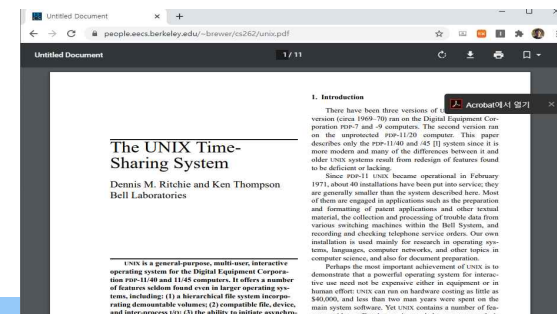 Untitled Document
people.eecs.berkeley.edu/~brewer/cs262/unix.pdf
Untitled Document
1 / 11
Acrobat에서 열기
The UNIX Time-
Sharing System
Dennis M. Ritchie and Ken Thompson
Bell Laboratories
UNIX is a general-purpose, multi-user, interactive
operating system for the Digital Equipment Corpora-
tion PDP-11/40 and 11/45 computers. It offers a number
of features seldom found even in larger operating sys-
tems, including: (1) a hierarchical file system incorpo-
rating demountable volumes; (2) compatible file, device,
and inter-process I/O; (3) the ability to initiate asynchro-
1. Introduction
There have been three versions of
version (circa 1969–70) ran on the Digital Equipment Cor-
poration PDP-7 and -9 computers. The second version ran
on the unprotected PDP-11/20 computer. This paper
describes only the PDP-11/40 and /45 [1] system since it is
more modern and many of the differences between it and
older UNIX systems result from redesign of features found
to be deficient or lacking.
Since PDP-11 UNIX became operational in February
1971, about 40 installations have been put into service; they
are generally smaller than the system described here. Most
of them are engaged in applications such as the preparation
and formatting of patent applications and other textual
material, the collection and processing of trouble data from
various switching machines within the Bell System, and
recording and checking telephone service orders. Our own
installation is used mainly for research in operating sys-
tems, languages, computer networks, and other topics in
computer science, and also for document preparation.
Perhaps the most important achievement of UNIX is to
demonstrate that a powerful operating system for interac-
tive use need not be expensive either in equipment or in
human effort: UNIX can run on hardware costing as little as
$40,000, and less than two man years were spent on the
main system software. Yet UNIX contains a number of fea-